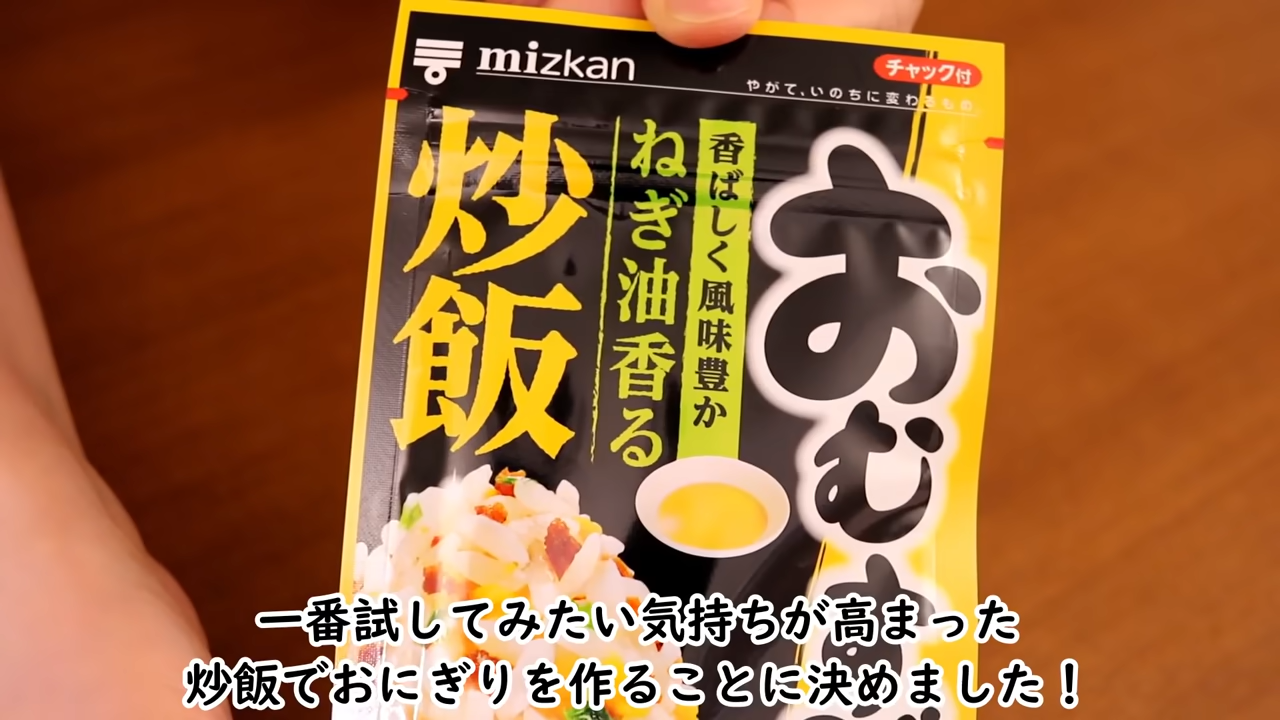 mizkan
チャック付
やがて、いのちに変わるもの
おむ
香ばしく風味豊か
ねぎ油香る
炒飯
一番試してみたい気持ちが高まった
炒飯でおにぎりを作ることに決めました！